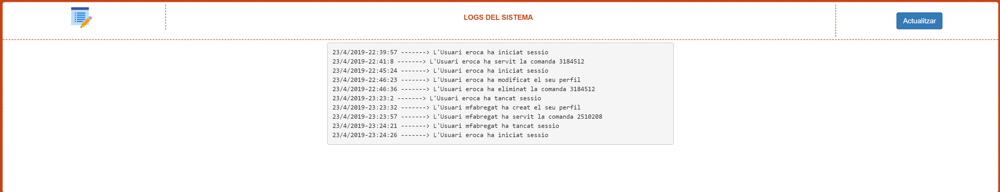 LOGS DEL SISTEMA
Actualitzar
23/4/2019-22:39:57 -------> L'Usuari eroca ha iniciat sessio
23/4/2019-22:41:8 -------> L'Usuari eroca ha servit la comanda 3184512
23/4/2019-22:45:24 -------> L'Usuari eroca ha iniciat sessio
23/4/2019-22:46:23 -------> L'Usuari eroca ha modificat el seu perfil
23/4/2019-22:46:36 -------> L'Usuari eroca ha eliminat la comanda 3184512
23/4/2019-23:23:2 -------> L'Usuari eroca ha tancat sessio
23/4/2019-23:23:32 -------> L'Usuari mfabregat ha creat el seu perfil
23/4/2019-23:23:57 -------> L'Usuari mfabregat ha servit la comanda 2510208
23/4/2019-23:24:21 -------> L'Usuari mfabregat ha tancat sessio
23/4/2019-23:24:26 -------> L'Usuari eroca ha iniciat sessio